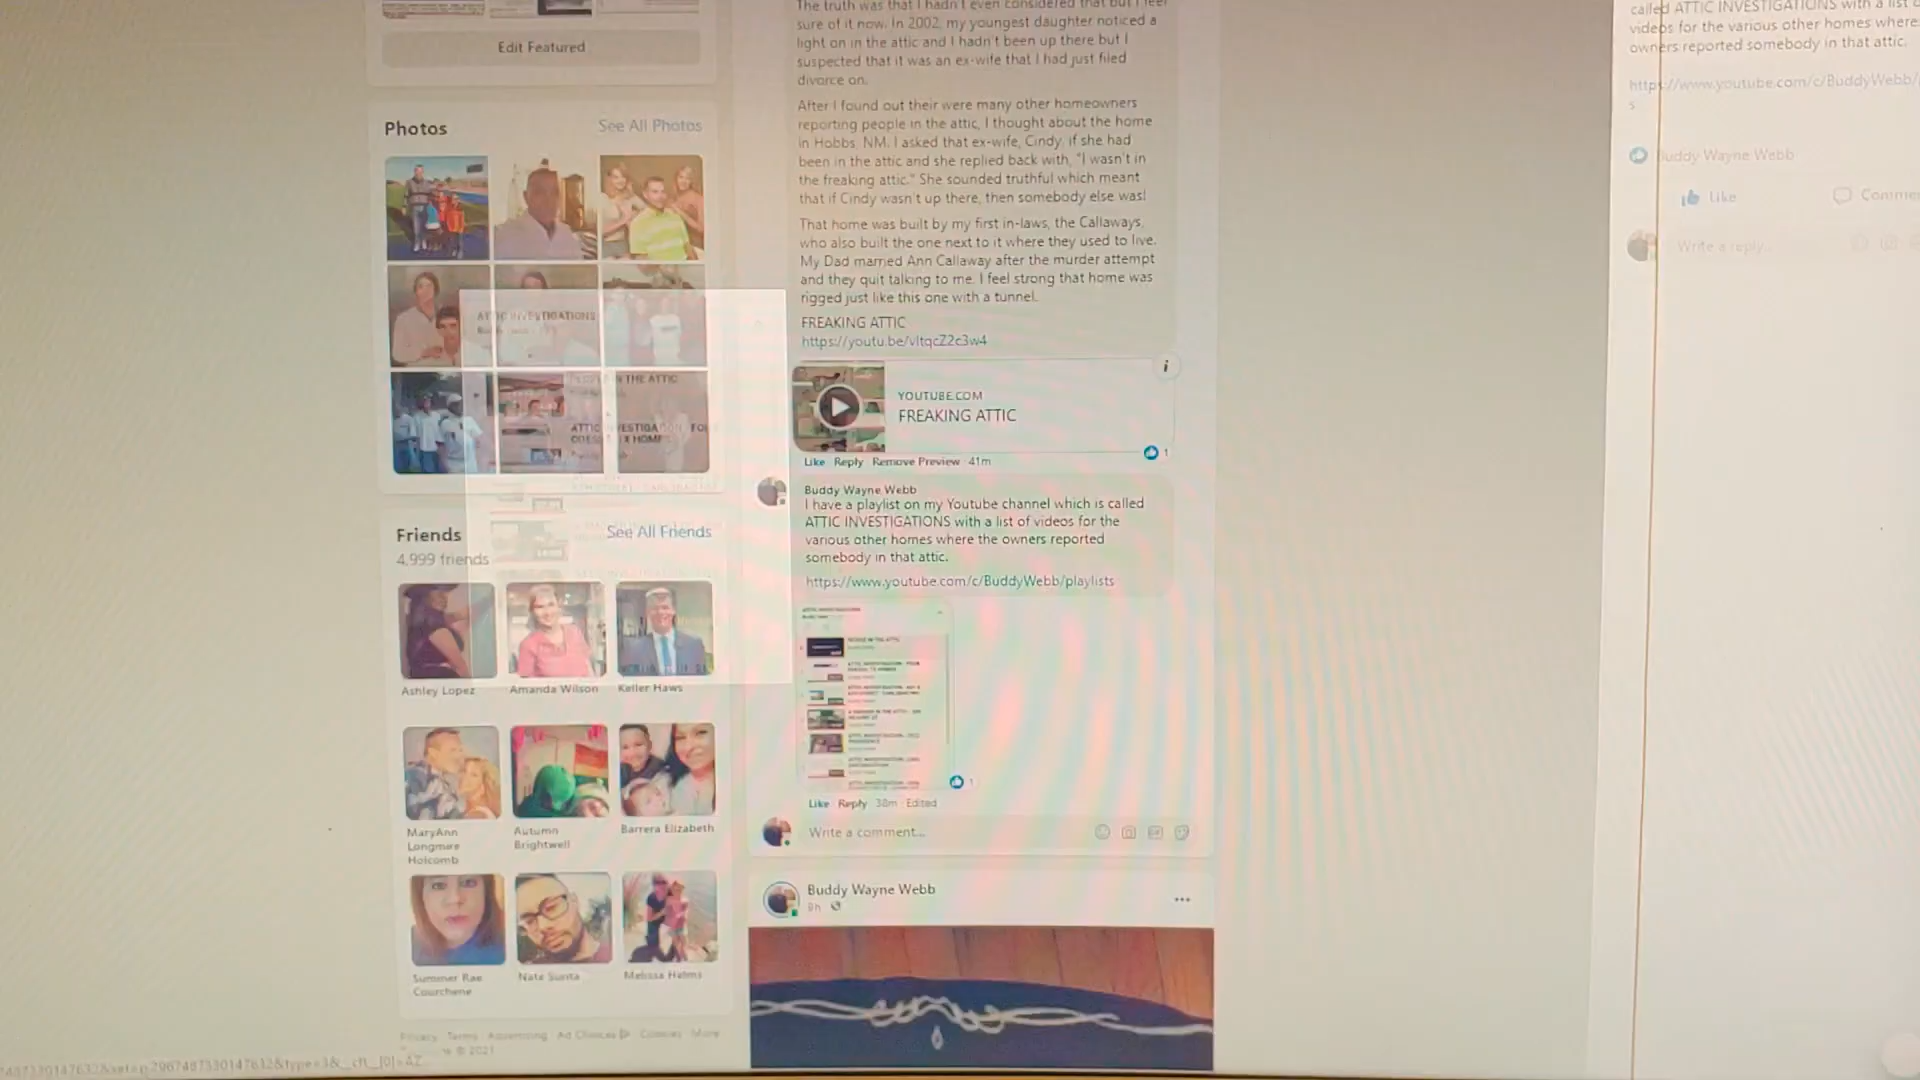 Edit Featured
Photos
See All Photos
Friends
See All Friends
4,999 friends
Ashley Lopez
Amanda Wilson
Keller Haws
MaryAnn
Longmire
Holcomb
Autumn
Brightwell
Barrera Elizabeth
Summer Rae
Courchene
Nate Sunta
Melissa Helms
Privacy · Terms · Advertising · Ad Choices · Cookies · More
© 2021
ATTIC INVESTIGATIONS
THE ATTIC
The truth was that I hadn't even considered that but I feel
sure of it now. In 2002, my youngest daughter noticed a
light on in the attic and I hadn't been up there but I
suspected that it was an ex-wife that I had just filed
divorce on.
After I found out their were many other homeowners
reporting people in the attic, I thought about the home
in Hobbs, NM. I asked that ex-wife, Cindy, if she had
been in the attic and she replied back with, "I wasn't in
the freaking attic." She sounded truthful which meant
that if Cindy wasn't up there, then somebody else was!
That home was built by my first in-laws, the Callaways,
who also built the one next to it where they used to live.
My Dad married Ann Callaway after the murder attempt
and they quit talking to me. I feel strong that home was
rigged just like this one with a tunnel.
FREAKING ATTIC
https://youtu.be/vltqcZ2c3w4
YOUTUBE.COM
FREAKING ATTIC
1
Like Reply Remove Preview 41m
Buddy Wayne Webb
I have a playlist on my Youtube channel which is called
ATTIC INVESTIGATIONS with a list of videos for the
various other homes where the owners reported
somebody in that attic.
https://www.youtube.com/c/BuddyWebb/playlists
1
Like Reply 38m Edited
Write a comment...
Buddy Wayne Webb
9h
called ATTIC INVESTIGATIONS with a list
videos for the various other homes where
owners reported somebody in that attic.
https://www.youtube.com/c/BuddyWebb/
s
Buddy Wayne Webb
Like
Comme
Write a reply...